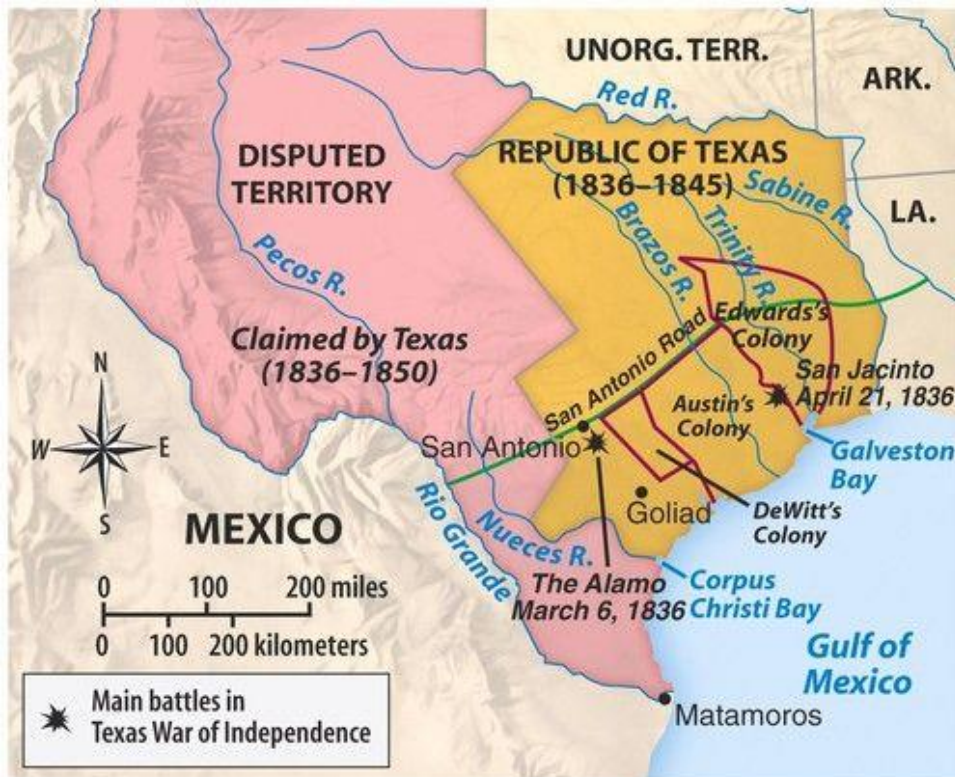 UNORG. TERR.
ARK.
Red R.
DISPUTED
TERRITORY
REPUBLIC OF TEXAS
(1836–1845)
Sabine R.
LA.
Brazos R.
Trinity R.
Pecos R.
Claimed by Texas
(1836–1850)
San Antonio Road
Edwards's
Colony
San Jacinto
April 21, 1836
Austin's
Colony
N
W
E
S
San Antonio
Galveston
Bay
Goliad
DeWitt's
Colony
MEXICO
Rio Grande
Nueces R.
The Alamo
March 6, 1836
Corpus
Christi Bay
0 100 200 miles
0 100 200 kilometers
Gulf of
Mexico
Main battles in
Texas War of Independence
Matamoros